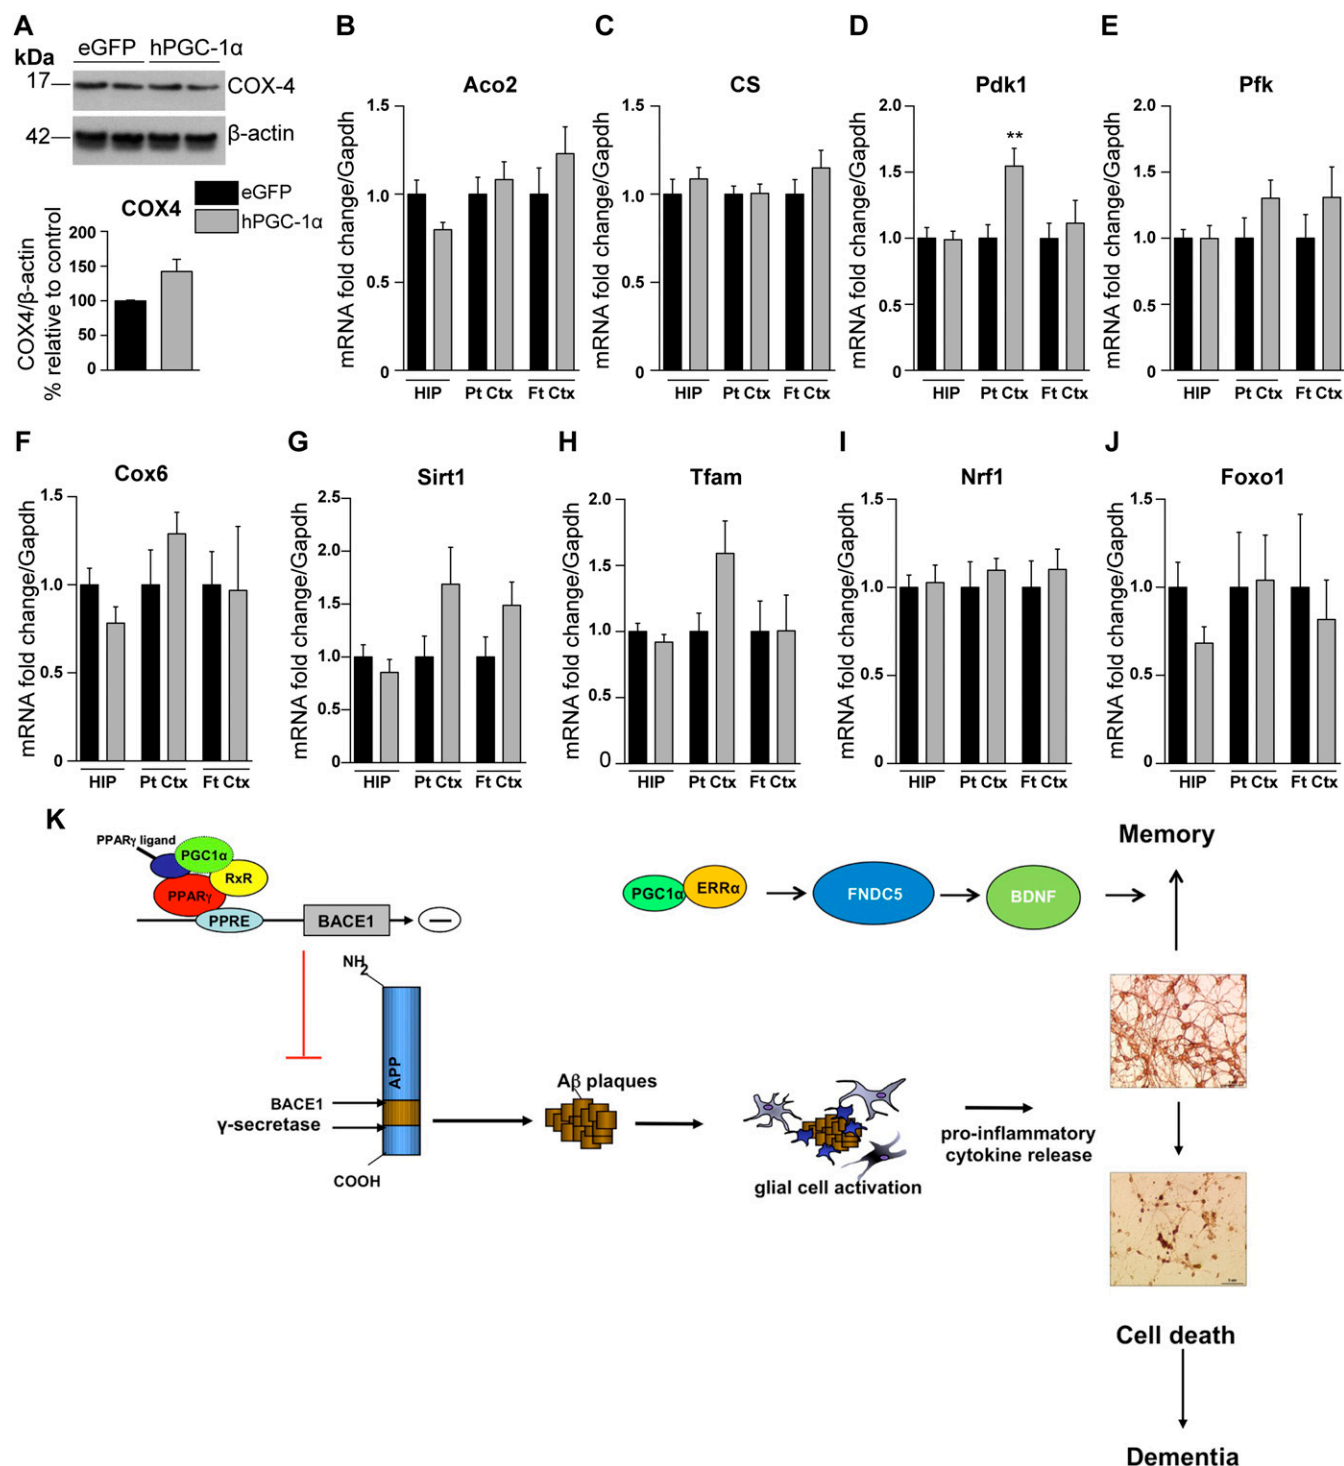 A
kDa
eGFP hPGC-1α
17
COX-4
42
β-actin
eGFP
hPGC-1α
COX4
COX4/β-actin
% relative to control
200
150
100
50
0
B
Aco2
mRNA fold change/Gapdh
1.5
1.0
0.5
0
HIP Pt Ctx Ft Ctx
C
CS
mRNA fold change/Gapdh
1.5
1.0
0.5
0
HIP Pt Ctx Ft Ctx
D
Pdk1
mRNA fold change/Gapdh
2.0
1.5
1.0
0.5
0
**
HIP Pt Ctx Ft Ctx
E
Pfk
mRNA fold change/Gapdh
2.0
1.5
1.0
0.5
0
HIP Pt Ctx Ft Ctx
F
Cox6
mRNA fold change/Gapdh
1.5
1.0
0.5
0
HIP Pt Ctx Ft Ctx
G
Sirt1
mRNA fold change/Gapdh
2.5
2.0
1.5
1.0
0.5
0
HIP Pt Ctx Ft Ctx
H
Tfam
mRNA fold change/Gapdh
2.0
1.5
1.0
0.5
0
HIP Pt Ctx Ft Ctx
I
Nrf1
mRNA fold change/Gapdh
1.5
1.0
0.5
0
HIP Pt Ctx Ft Ctx
J
Foxo1
mRNA fold change/Gapdh
1.5
1.0
0.5
0
HIP Pt Ctx Ft Ctx
K
PPARγ ligand
PGC1α
RxR
PPARγ
PPRE
BACE1
PGC1α
ERRα
FNDC5
BDNF
Memory
NH2
APP
BACE1
γ-secretase
COOH
Aβ plaques
glial cell activation
pro-inflammatory
cytokine release
Cell death
Dementia